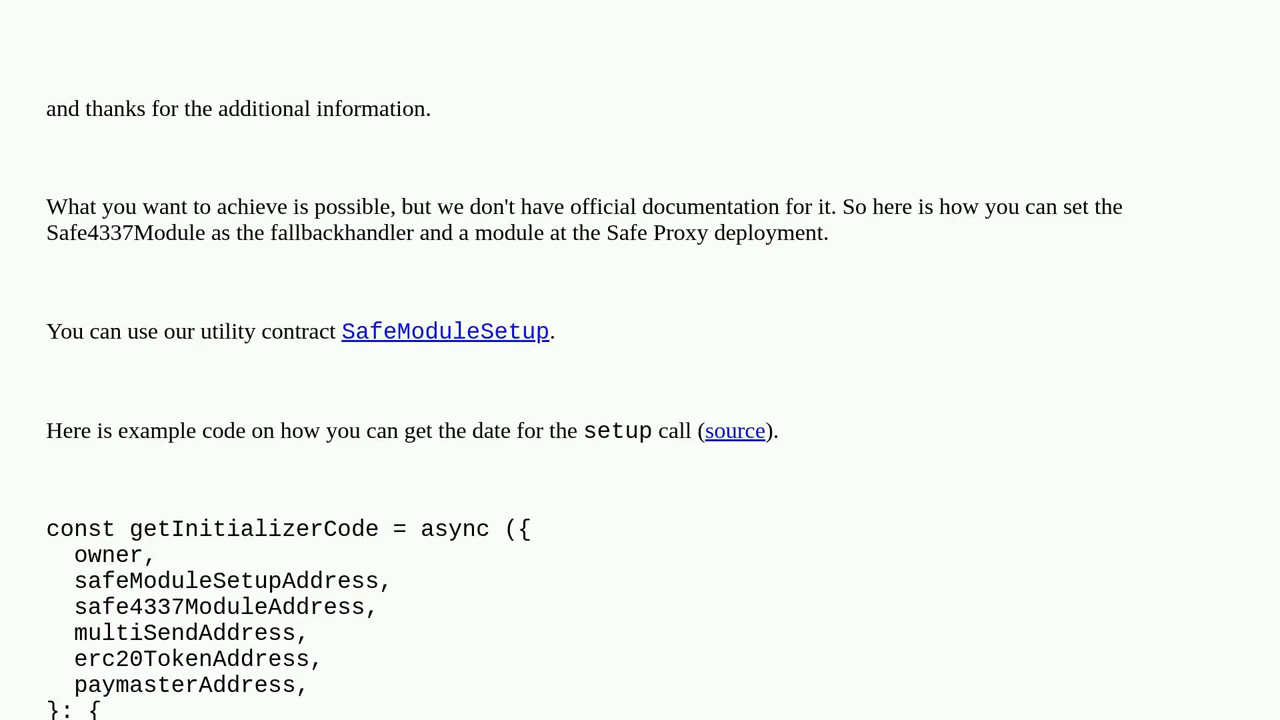 and thanks for the additional information.
What you want to achieve is possible, but we don't have official documentation for it. So here is how you can set the
Safe4337Module as the fallbackhandler and a module at the Safe Proxy deployment.
You can use our utility contract SafeModuleSetup.
Here is example code on how you can get the date for the setup call (source).
const getInitializerCode = async ({
  owner,
  safeModuleSetupAddress,
  safe4337ModuleAddress,
  multiSendAddress,
  erc20TokenAddress,
  paymasterAddress,
}: {